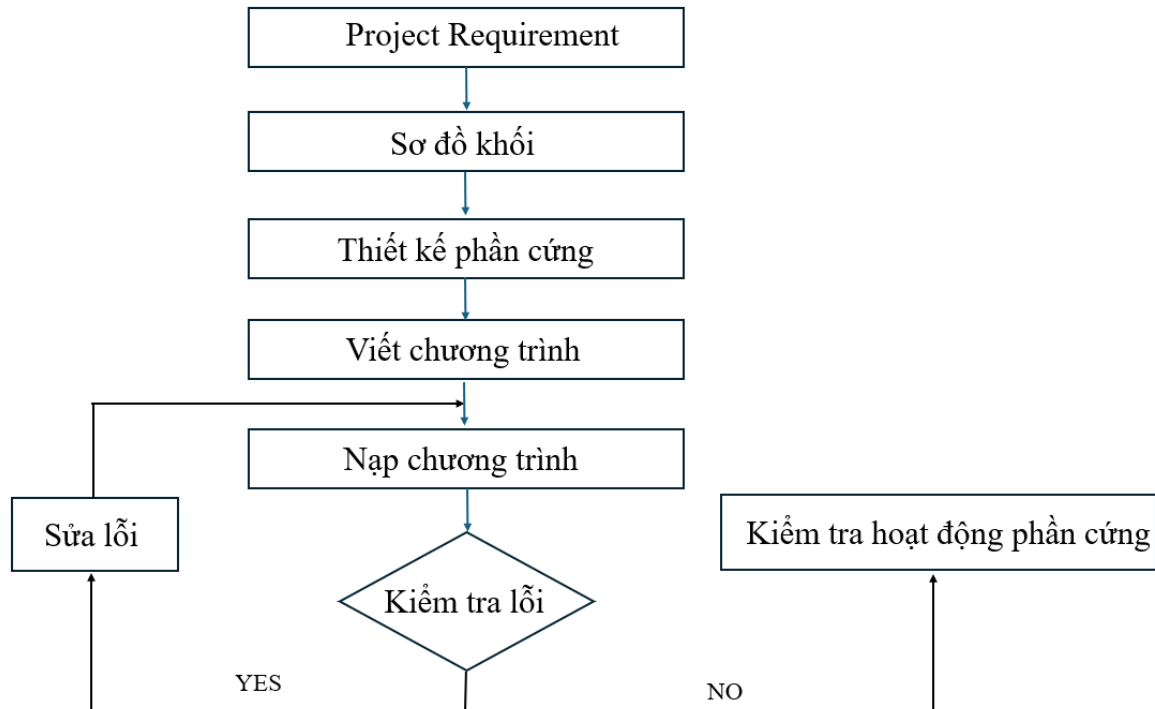 Project Requirement
Sơ đồ khối
Thiết kế phần cứng
Viết chương trình
Nạp chương trình
Sửa lỗi
Kiểm tra hoạt động phần cứng
Kiểm tra lỗi
YES
NO